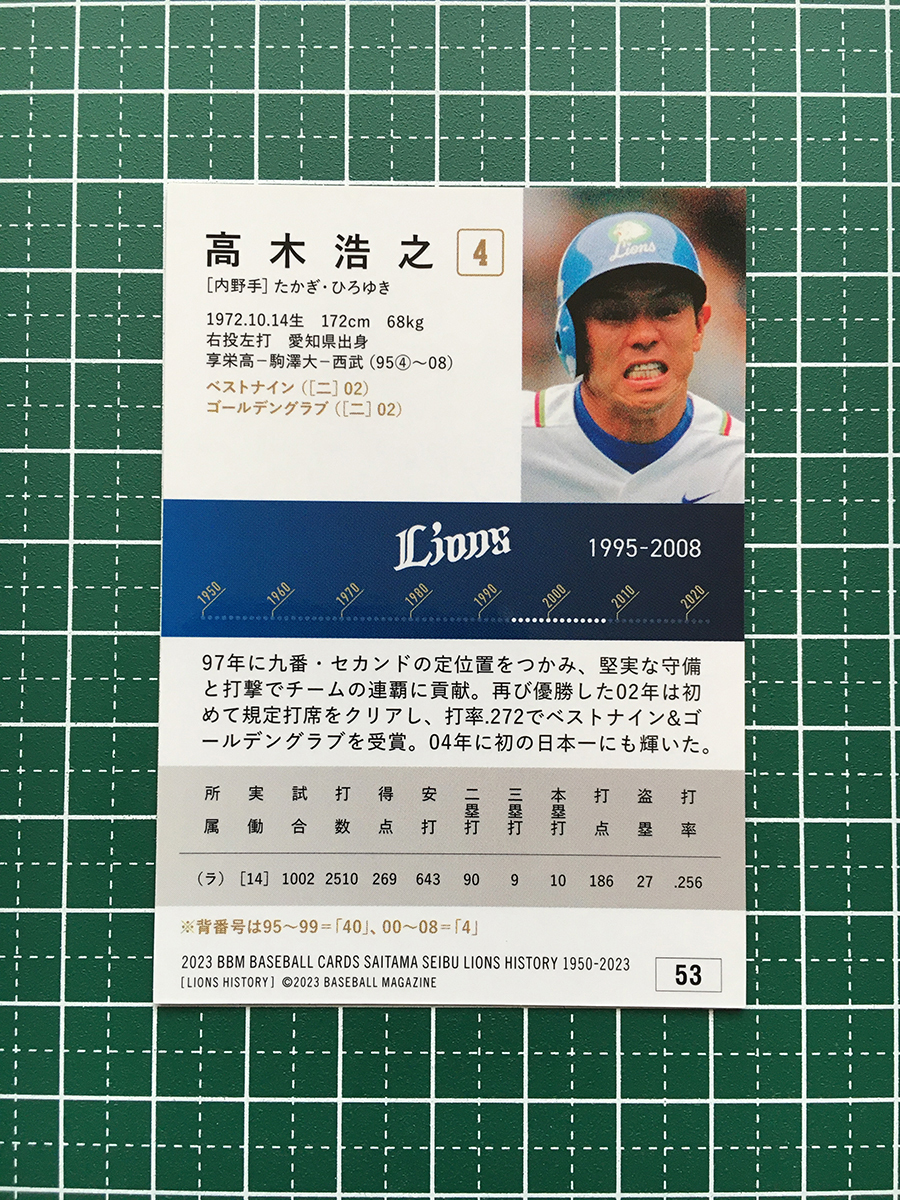 高木浩之 4
[内野手] たかぎ・ひろゆき
1972.10.14生 172cm 68kg
右投左打 愛知県出身
享栄高－駒澤大－西武 (95④〜08)
ベストナイン ([二] 02)
ゴールデングラブ ([二] 02)
Lions
Lions 1995-2008
1950 1960 1970 1980 1990 2000 2010 2020
97年に九番・セカンドの定位置をつかみ、堅実な守備
と打撃でチームの連覇に貢献。再び優勝した02年は初
めて規定打席をクリアし、打率.272でベストナイン&ゴ
ールデングラブを受賞。04年に初の日本一にも輝いた。
所属 実働 試合 打数 得点 安打 二塁打 三塁打 本塁打 打点 盗塁 打率
(ラ) [14] 1002 2510 269 643 90 9 10 186 27 .256
※背番号は95〜99=「40」、00〜08=「4」
2023 BBM BASEBALL CARDS SAITAMA SEIBU LIONS HISTORY 1950-2023
[LIONS HISTORY] ©2023 BASEBALL MAGAZINE
53